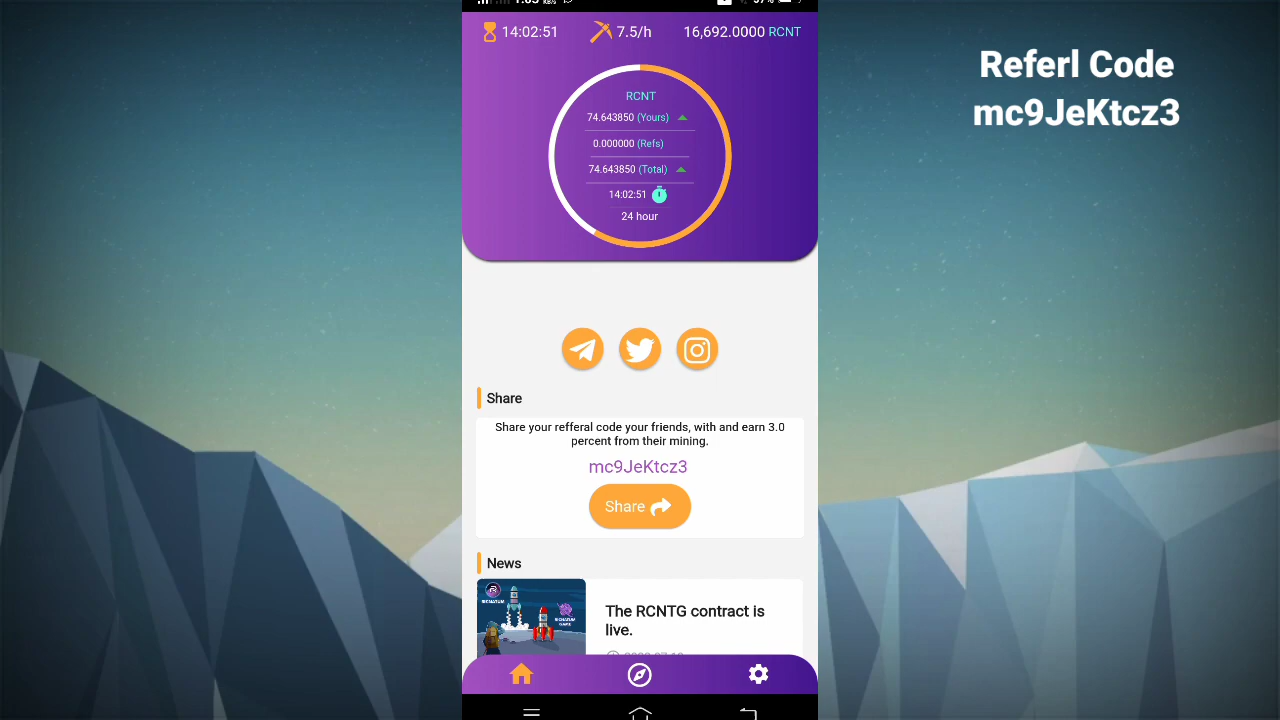 14:02:51
7.5/h
16,692.0000 RCNT
Referl Code
mc9JeKtcz3
RCNT
74.643850 (Yours)
0.000000 (Refs)
74.643850 (Total)
14:02:51
24 hour
Share
Share your refferal code your friends, with and earn 3.0
percent from their mining.
mc9JeKtcz3
Share
News
The RCNTG contract is
live.